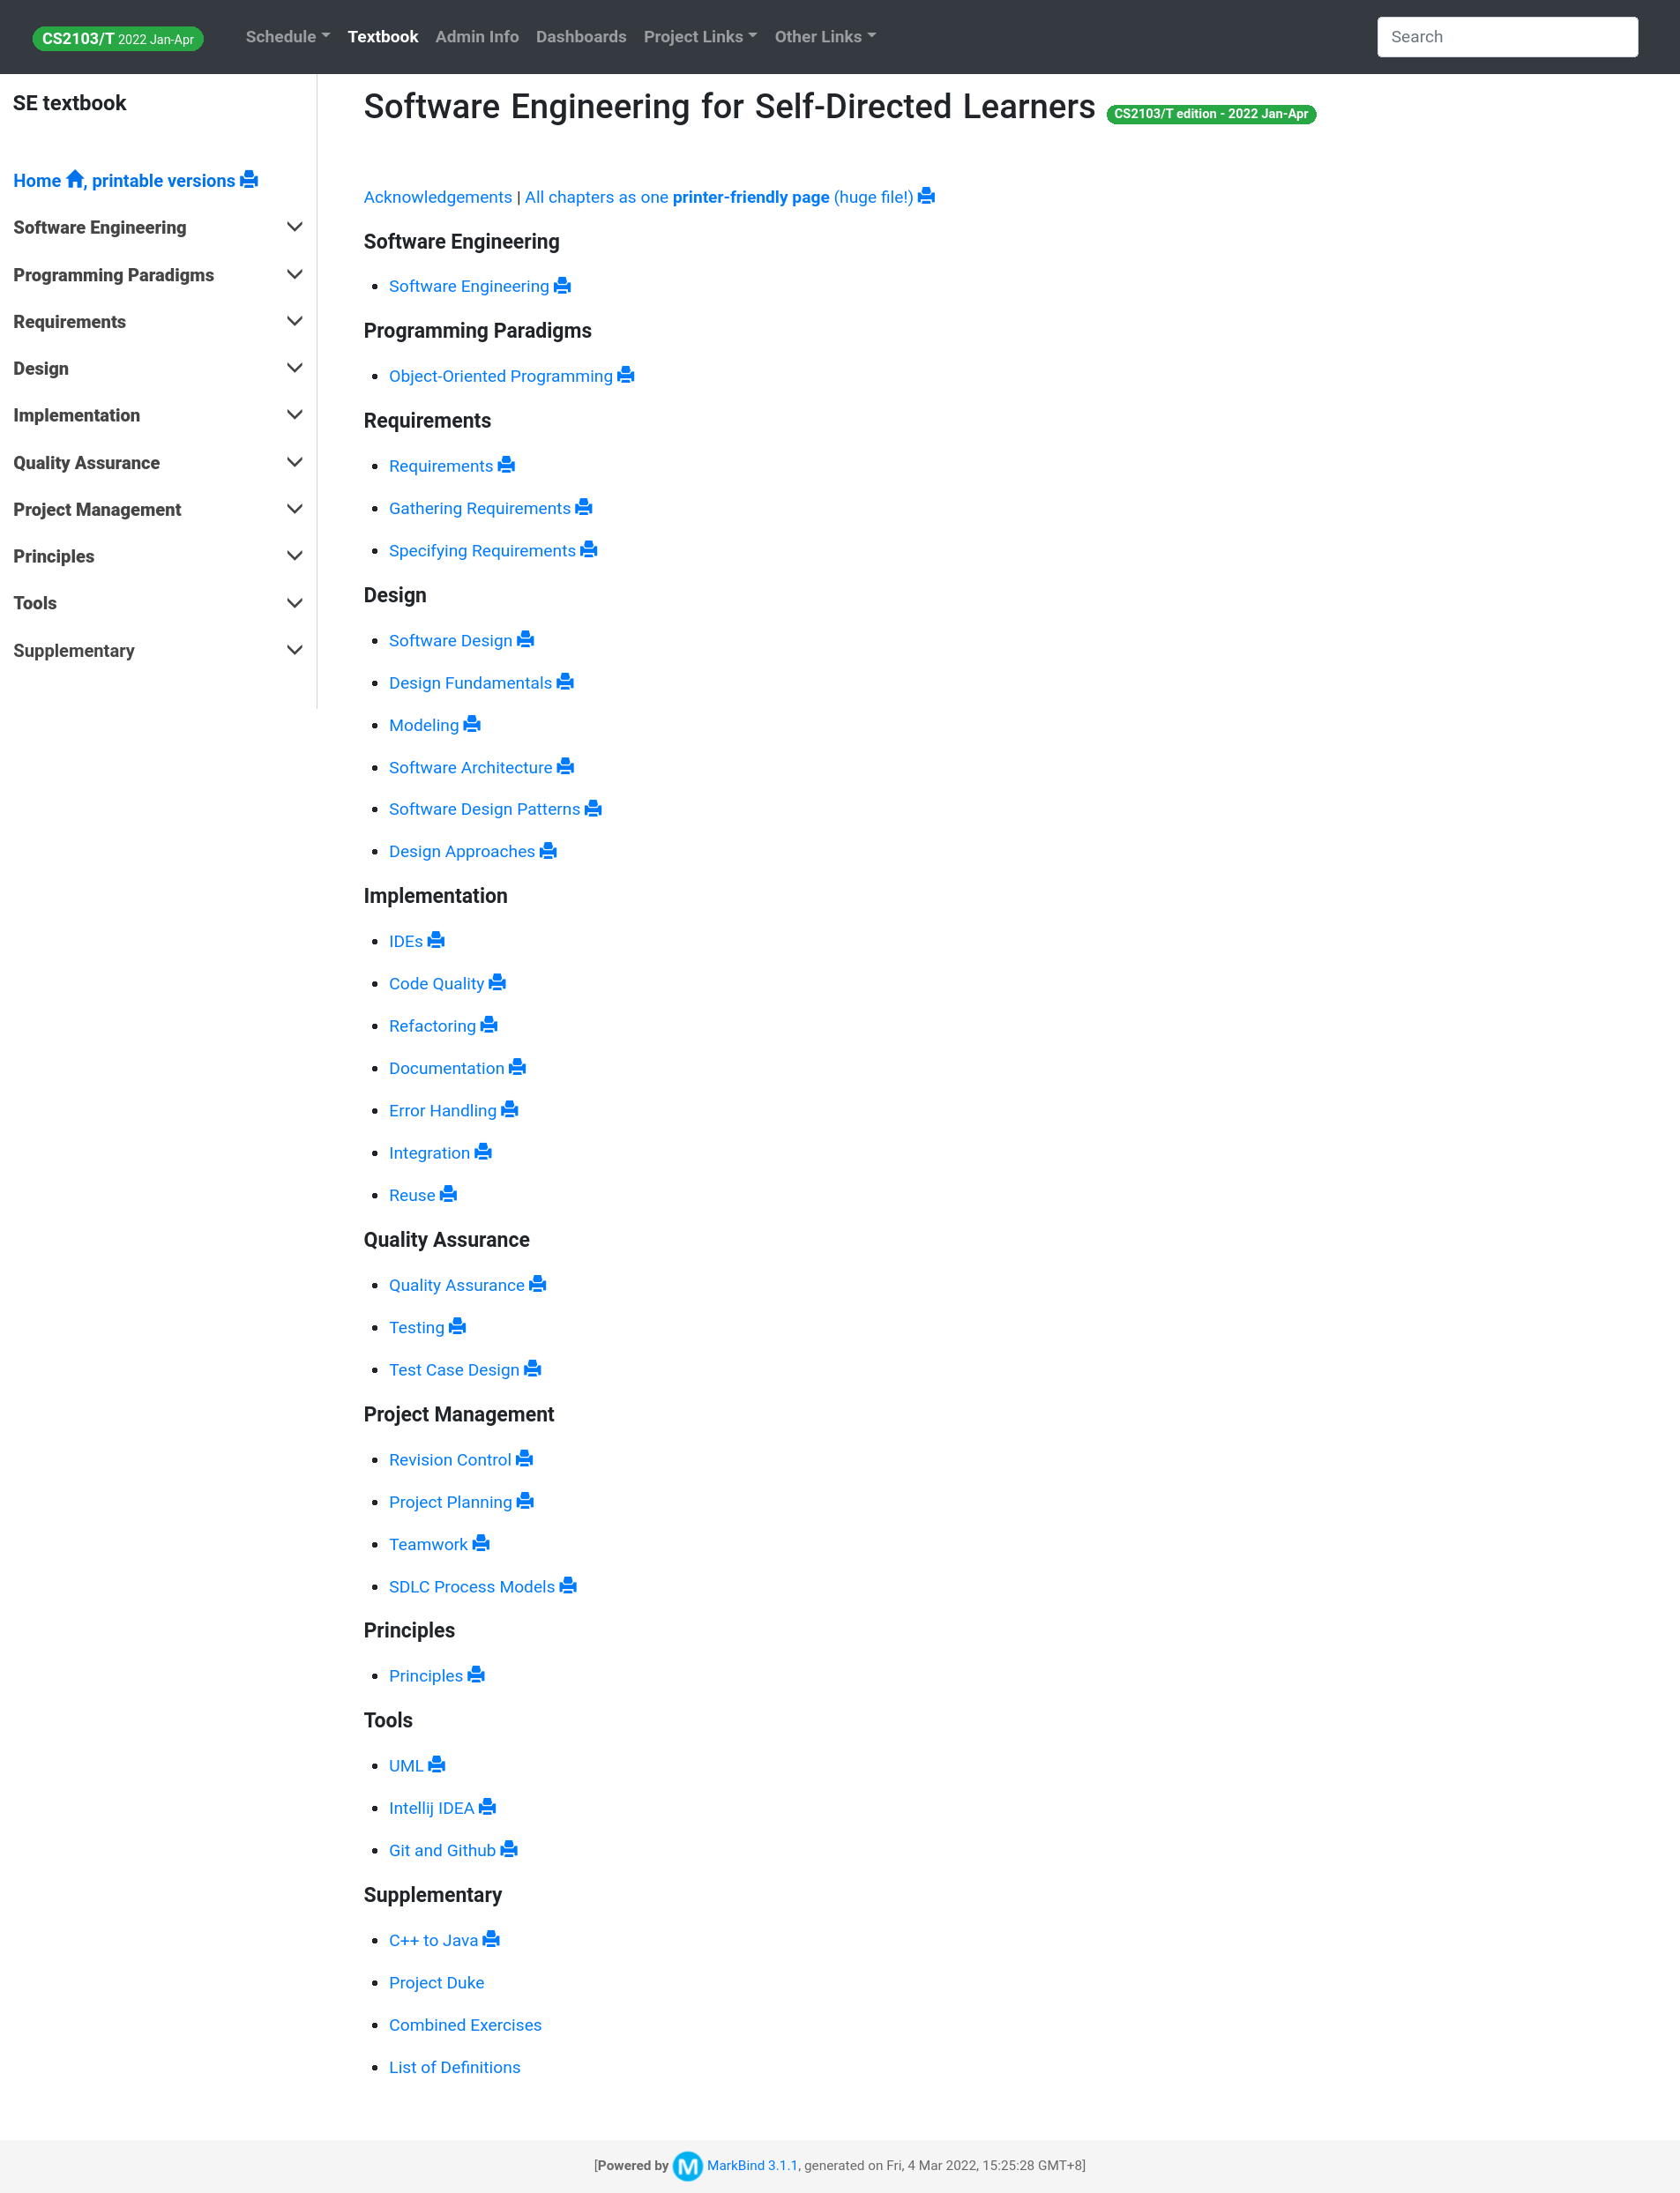 CS2103/T 2022 Jan-Apr Schedule Textbook Admin Info Dashboards Project Links Other Links Search
SE textbook
Home , printable versions
Software Engineering
Programming Paradigms
Requirements
Design
Implementation
Quality Assurance
Project Management
Principles
Tools
Supplementary
Software Engineering for Self-Directed Learners CS2103/T edition - 2022 Jan-Apr
Acknowledgements | All chapters as one printer-friendly page (huge file!)
Software Engineering
Software Engineering
Programming Paradigms
Object-Oriented Programming
Requirements
Requirements
Gathering Requirements
Specifying Requirements
Design
Software Design
Design Fundamentals
Modeling
Software Architecture
Software Design Patterns
Design Approaches
Implementation
IDEs
Code Quality
Refactoring
Documentation
Error Handling
Integration
Reuse
Quality Assurance
Quality Assurance
Testing
Test Case Design
Project Management
Revision Control
Project Planning
Teamwork
SDLC Process Models
Principles
Principles
Tools
UML
Intellij IDEA
Git and Github
Supplementary
C++ to Java
Project Duke
Combined Exercises
List of Definitions
[Powered by M MarkBind 3.1.1, generated on Fri, 4 Mar 2022, 15:25:28 GMT+8]